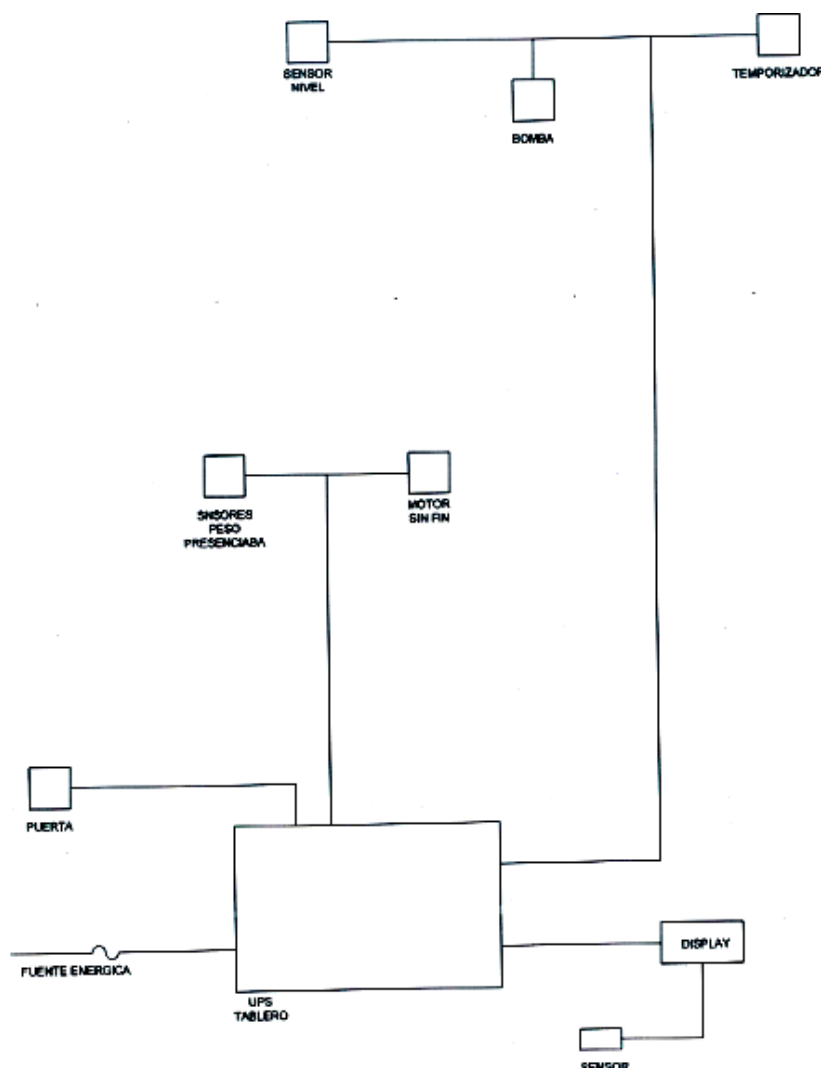 SENSOR
NIVEL
TEMPORIZADOR
BOMBA
SNSORES
PESO
PRESENCIABA
MOTOR
SIN FIN
PUERTA
DISPLAY
FUENTE ENERGICA
UPS
TABLERO
SENSOR